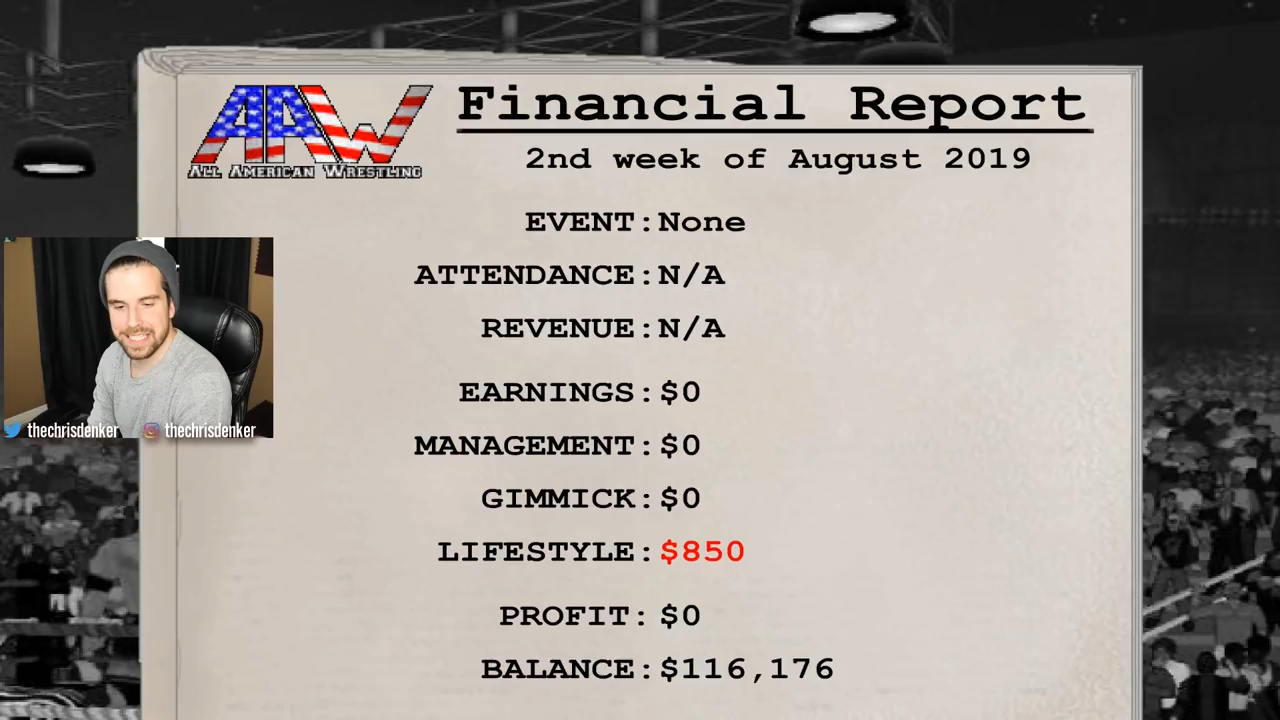 AAW
ALL AMERICAN WRESTLING
Financial Report
2nd week of August 2019
EVENT: None
ATTENDANCE: N/A
REVENUE: N/A
EARNINGS: $0
MANAGEMENT: $0
GIMMICK: $0
LIFESTYLE: $850
PROFIT: $0
BALANCE: $116,176
thechrisdenker thechrisdenker